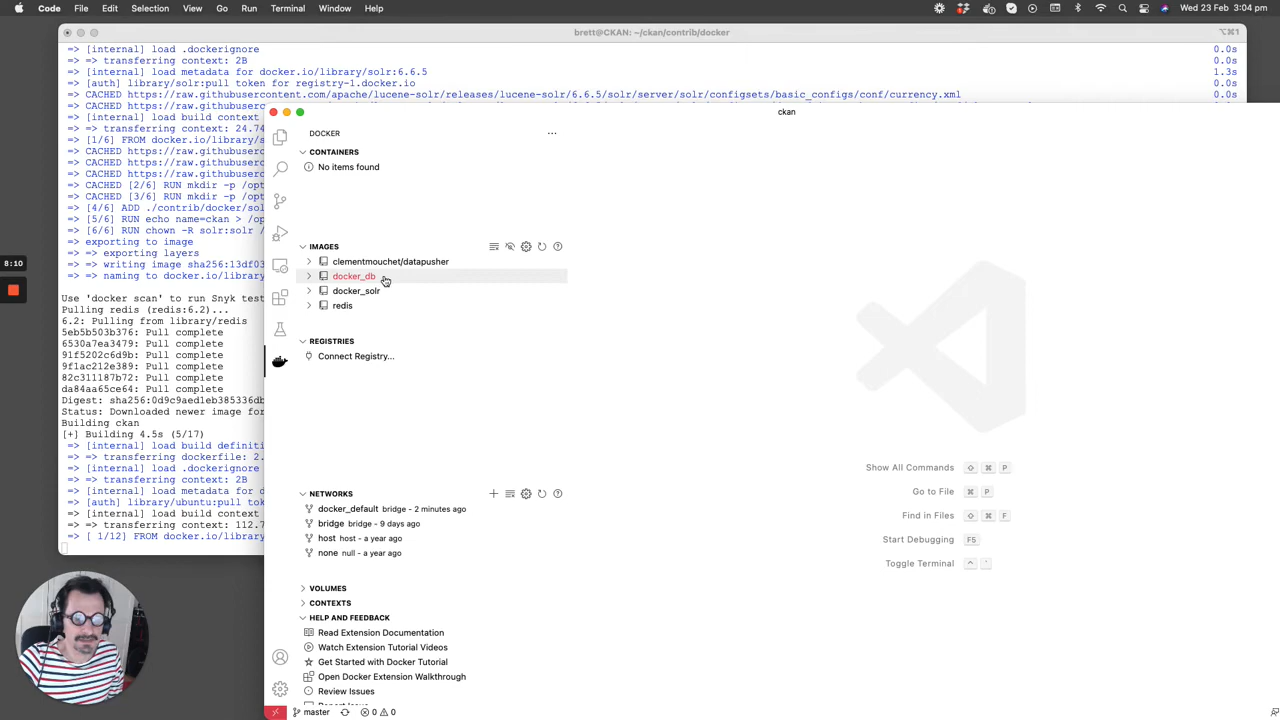 Code File Edit Selection View Go Run Terminal Window Help
Wed 8 Mar 3:04 pm
brett@CKAN: ~/ckan/contrib/docker
⌥⌘1
=> [internal] load .dockerignore 0.0s
=> => transferring context: 2B 0.0s
=> [internal] load metadata for docker.io/library/solr:6.6.5 1.3s
=> [auth] library/solr:pull token for registry-1.docker.io 0.0s
=> CACHED https://raw.githubusercontent.com/apache/lucene-solr/releases/lucene-solr/6.6.5/solr/server/solr/configsets/basic_configs/conf/currency.xml 0.0s
=> CACHED https://raw.githubuserc
=> [internal] load build context
=> => transferring context: 24.74
=> [1/6] FROM docker.io/library/s
=> CACHED https://raw.githubuserc
=> CACHED https://raw.githubuserc
=> CACHED https://raw.githubuserc
=> CACHED [2/6] RUN mkdir -p /opt
=> CACHED [3/6] RUN mkdir -p /opt
=> [4/6] ADD ./contrib/docker/sol
=> [5/6] RUN echo name=ckan > /op
=> [6/6] RUN chown -R solr:solr /
=> exporting to image
=> => exporting layers
=> => writing image sha256:13df03
=> => naming to docker.io/library
Use 'docker scan' to run Snyk test
Pulling redis (redis:6.2)...
6.2: Pulling from library/redis
5eb5b503b376: Pull complete
6530a7ea3479: Pull complete
91f5202c6d9b: Pull complete
9f1ac212e389: Pull complete
82c311187b72: Pull complete
da84aa65ce64: Pull complete
Digest: sha256:0d9c9aed1eb385336db
Status: Downloaded newer image for
Building ckan
[+] Building 4.5s (5/17)
=> [internal] load build definiti
=> => transferring dockerfile: 2.
=> [internal] load .dockerignore
=> => transferring context: 2B
=> [internal] load metadata for d
=> [auth] library/ubuntu:pull tok
=> [internal] load build context
=> => transferring context: 112.7
=> [ 1/12] FROM docker.io/library
8:10
ckan
DOCKER
CONTAINERS
No items found
IMAGES
clementmouchet/datapusher
docker_db
docker_solr
redis
REGISTRIES
Connect Registry...
NETWORKS
docker_default bridge - 2 minutes ago
bridge bridge - 9 days ago
host host - a year ago
none null - a year ago
VOLUMES
CONTEXTS
HELP AND FEEDBACK
Read Extension Documentation
Watch Extension Tutorial Videos
Get Started with Docker Tutorial
Open Docker Extension Walkthrough
Review Issues
Show All Commands ⇧ ⌘ P
Go to File ⌘ P
Find in Files ⇧ ⌘ F
Start Debugging F5
Toggle Terminal ^ `
master 0 0